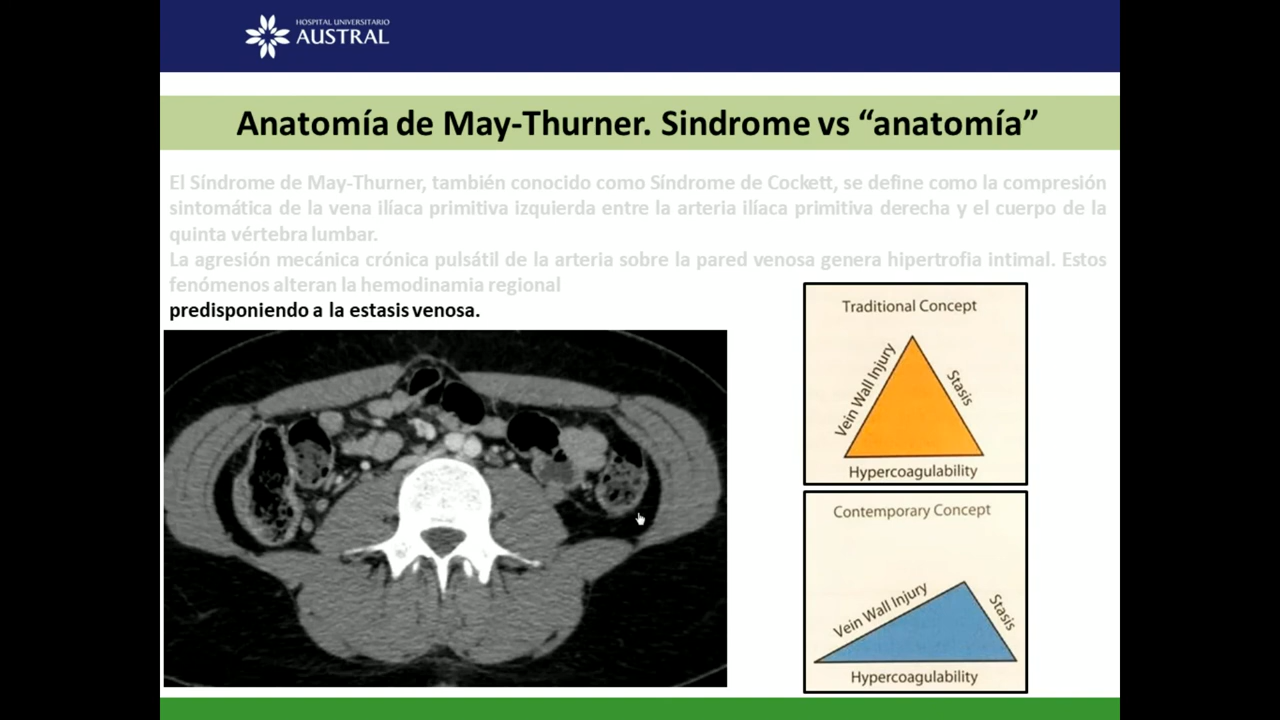 HOSPITAL UNIVERSITARIO
AUSTRAL
Anatomía de May-Thurner. Sindrome vs “anatomía”
El Síndrome de May-Thurner, también conocido como Síndrome de Cockett, se define como la compresión
sintomática de la vena ilíaca primitiva izquierda entre la arteria ilíaca primitiva derecha y el cuerpo de la
quinta vértebra lumbar.
La agresión mecánica crónica pulsátil de la arteria sobre la pared venosa genera hipertrofia intimal. Estos
fenómenos alteran la hemodinamia regional
predisponiendo a la estasis venosa.
Traditional Concept
Vein Wall Injury
Stasis
Hypercoagulability
Contemporary Concept
Vein Wall Injury
Stasis
Hypercoagulability